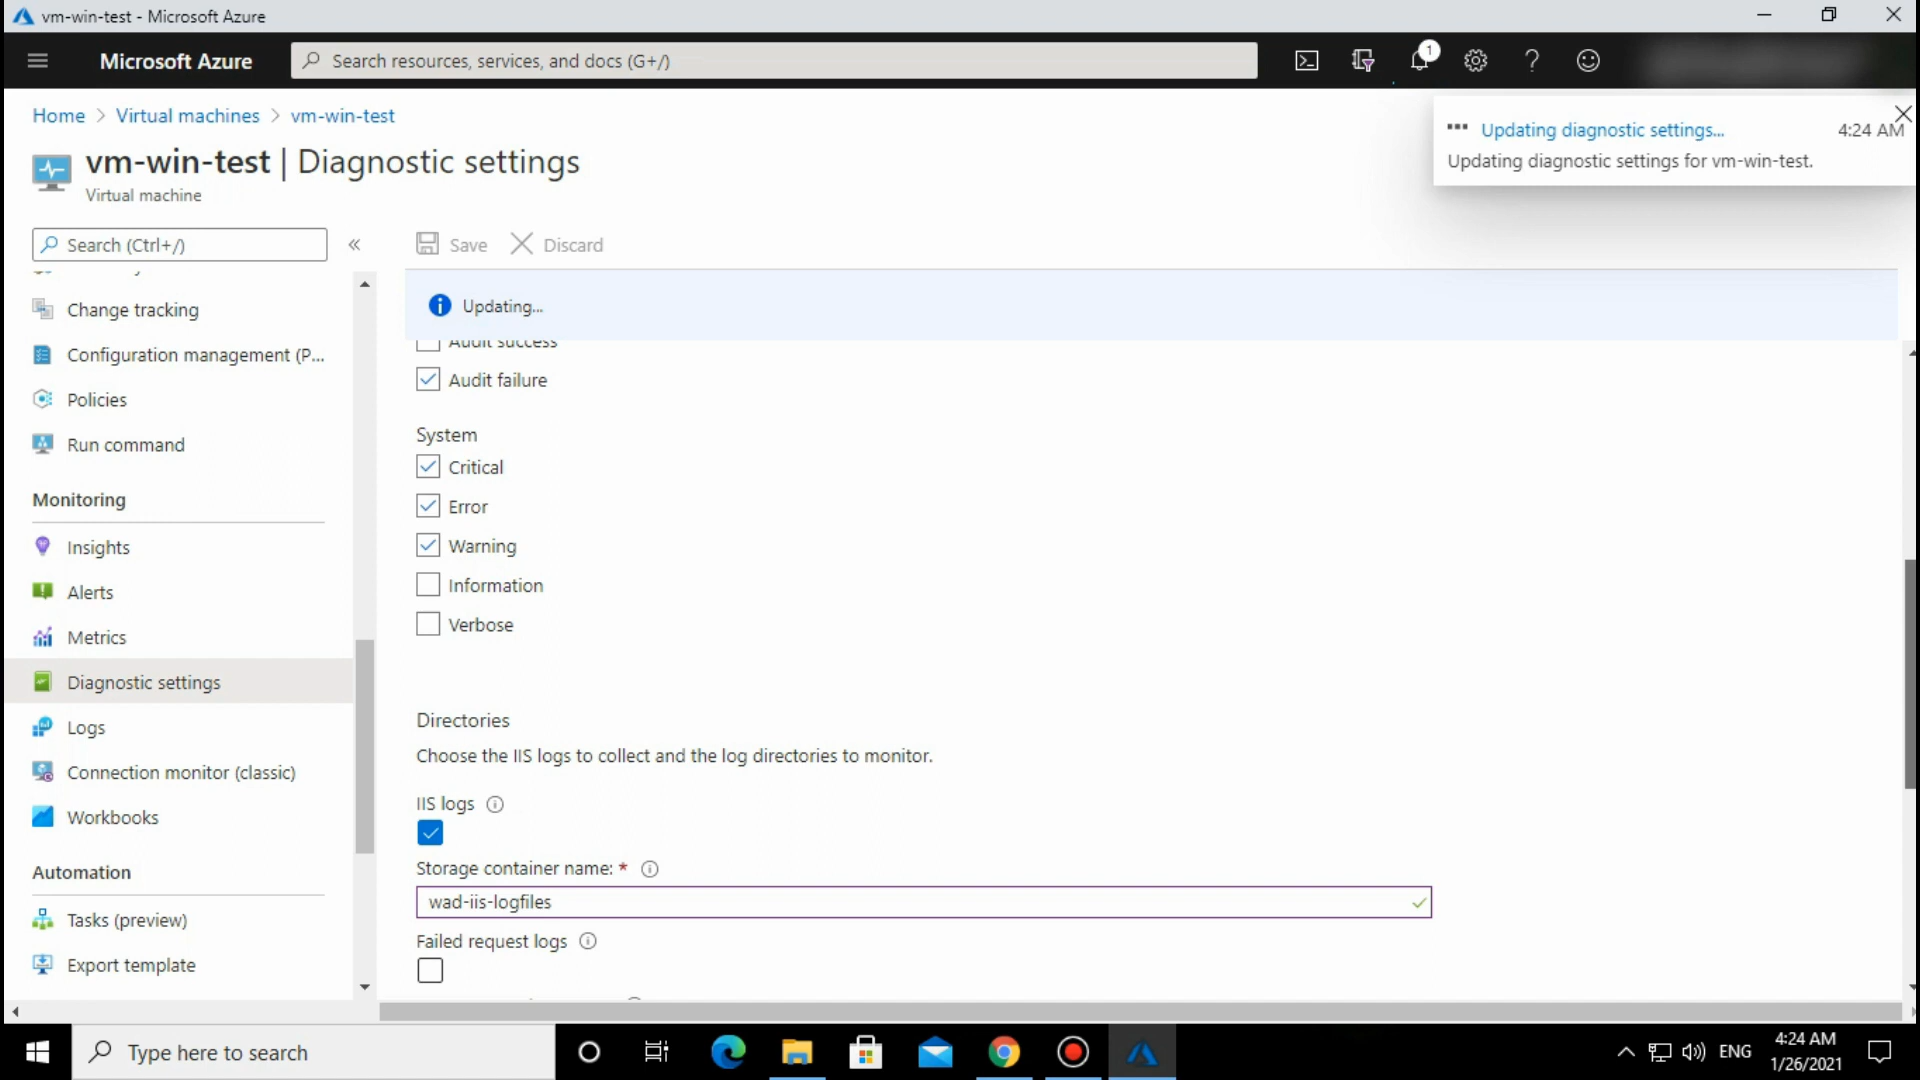 vm-win-test - Microsoft Azure
Microsoft Azure
Search resources, services, and docs (G+/)
1
Home > Virtual machines > vm-win-test
Updating diagnostic settings...
4:24 AM
Updating diagnostic settings for vm-win-test.
vm-win-test | Diagnostic settings
Virtual machine
Search (Ctrl+/)
Change tracking
Configuration management (P...
Policies
Run command
Monitoring
Insights
Alerts
Metrics
Diagnostic settings
Logs
Connection monitor (classic)
Workbooks
Automation
Tasks (preview)
Export template
Save
Discard
Updating...
Audit success
Audit failure
System
Critical
Error
Warning
Information
Verbose
Directories
Choose the IIS logs to collect and the log directories to monitor.
IIS logs
Storage container name: *
wad-iis-logfiles
Failed request logs
Type here to search
ENG
4:24 AM
1/26/2021